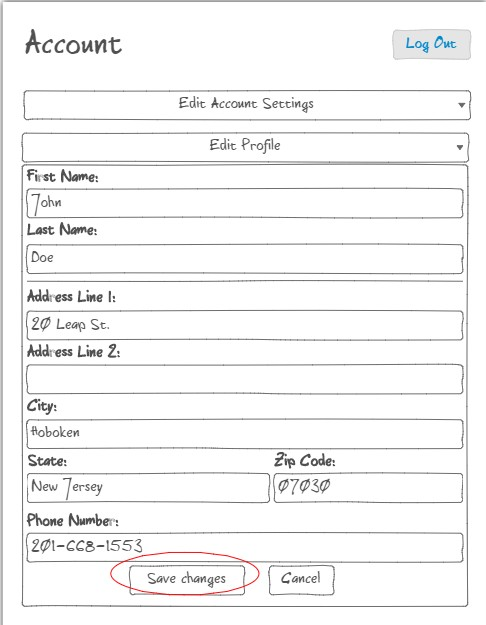 Account
Log Out
Edit Account Settings
Edit Profile
First Name:
John
Last Name:
Doe
Address Line 1:
20 Leap St.
Address Line 2:
City:
Hoboken
State: Zip Code:
New Jersey 07030
Phone Number:
201-668-1553
Save changes Cancel